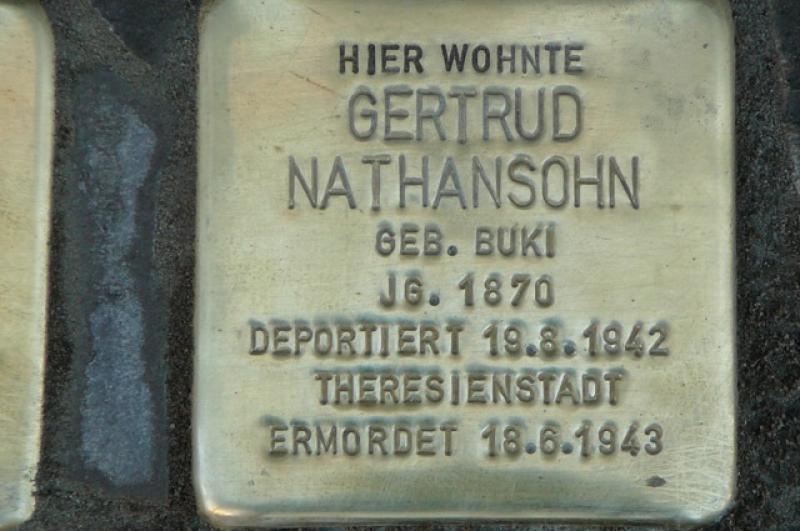 HIER WOHNTE
GERTRUD
NATHANSOHN
GEB. BUKI
JG. 1870
DEPORTIERT 19.8.1942
THERESIENSTADT
ERMORDET 18.6.1943